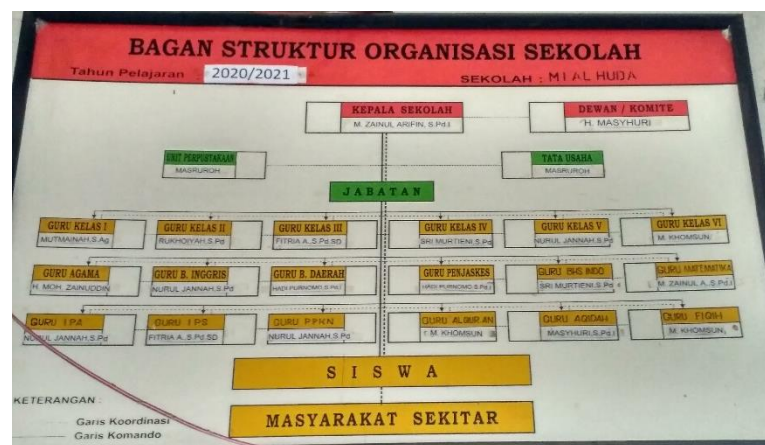 BAGAN STRUKTUR ORGANISASI SEKOLAH
Tahun Pelajaran 2020/2021 SEKOLAH : MI AL HUDA
KEPALA SEKOLAH
M. ZAINUL ARIFIN, S.Pd.I
DEWAN / KOMITE
H. MASYHURI
UNIT PERPUSTAKAAN
MASRUROH
TATA USAHA
MASRUROH
JABATAN
GURU KELAS I
MUTMAINAH,S.Ag
GURU KELAS II
RUKHOIYAH,S.Pd
GURU KELAS III
FITRIA A.,S.Pd.SD
GURU KELAS IV
SRI MURTIENI,S.Pd
GURU KELAS V
NURUL JANNAH,S.Pd
GURU KELAS VI
M. KHOMSUN,
GURU AGAMA
H. MOH. ZAINUDDIN
GURU B. INGGRIS
NURUL JANNAH,S.Pd
GURU B. DAERAH
HADI PURNOMO,S.Pd.I
GURU PENJASKES
HADI PURNOMO,S.Pd.I
GURU BHS INDO
SRI MURTIENI,S.Pd
GURU MATEMATIKA
M. ZAINUL A.,S.Pd.I
GURU IPA
NURUL JANNAH,S.Pd
GURU IPS
FITRIA A. S.Pd.SD
GURU PPKN
NURUL JANNAH,S.Pd
GURU ALQUR AN
M. KHOMSUN
GURU AQIDAH
MASYHURI,S.Pd.I
GURU FIQIH
M. KHOMSUN,
SISWA
MASYARAKAT SEKITAR
KETERANGAN :
Garis Koordinasi
Garis Komando